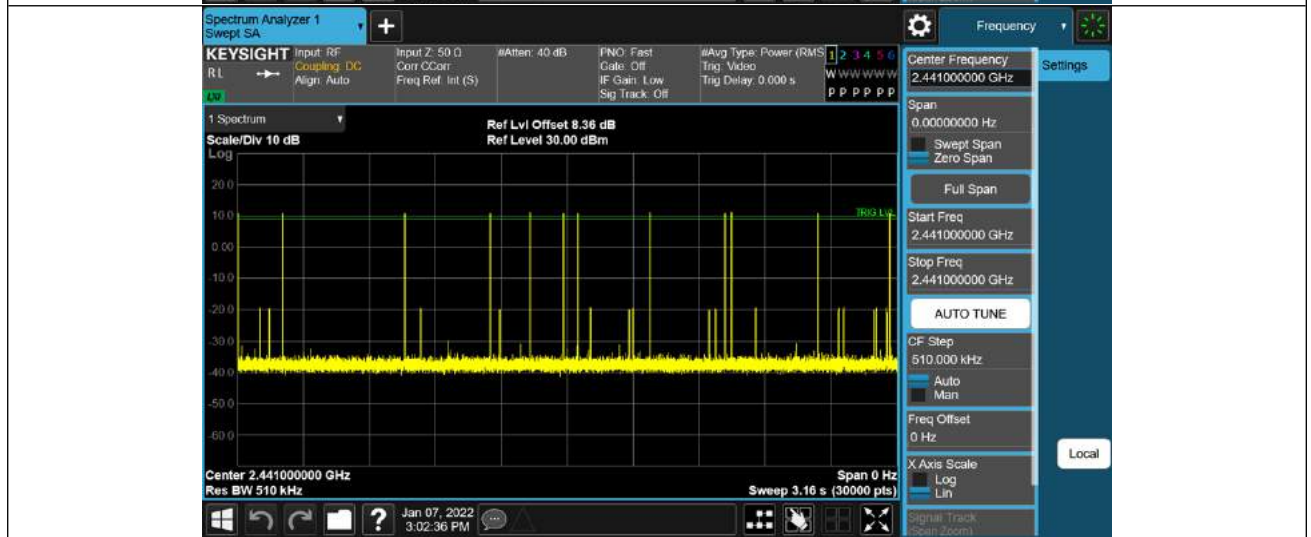 Spectrum Analyzer 1
Swept SA
Frequency
KEYSIGHT
RL
Input: RF
Coupling: DC
Align: Auto
Input Z: 50 Ω
Corr CCorr
Freq Ref: Int (S)
#Atten: 40 dB
PNO: Fast
Gate: Off
IF Gain: Low
Sig Track: Off
#Avg Type: Power (RMS
Trig: Video
Trig Delay: 0.000 s
1 2 3 4 5 6
W W W W W W
P P P P P P
1 Spectrum
Scale/Div 10 dB
Ref Lvl Offset 8.36 dB
Ref Level 30.00 dBm
Log
20.0
10.0
0.00
-10.0
-20.0
-30.0
-40.0
-50.0
-60.0
TRIG LVL
Center 2.441000000 GHz
Res BW 510 kHz
Span 0 Hz
Sweep 3.16 s (30000 pts)
Jan 07, 2022
3:02:36 PM
Center Frequency
2.441000000 GHz
Settings
Span
0.00000000 Hz
Swept Span
Zero Span
Full Span
Start Freq
2.441000000 GHz
Stop Freq
2.441000000 GHz
AUTO TUNE
CF Step
510.000 kHz
Auto
Man
Freq Offset
0 Hz
X Axis Scale
Log
Lin
Local
Signal Track
(Span Zoom)